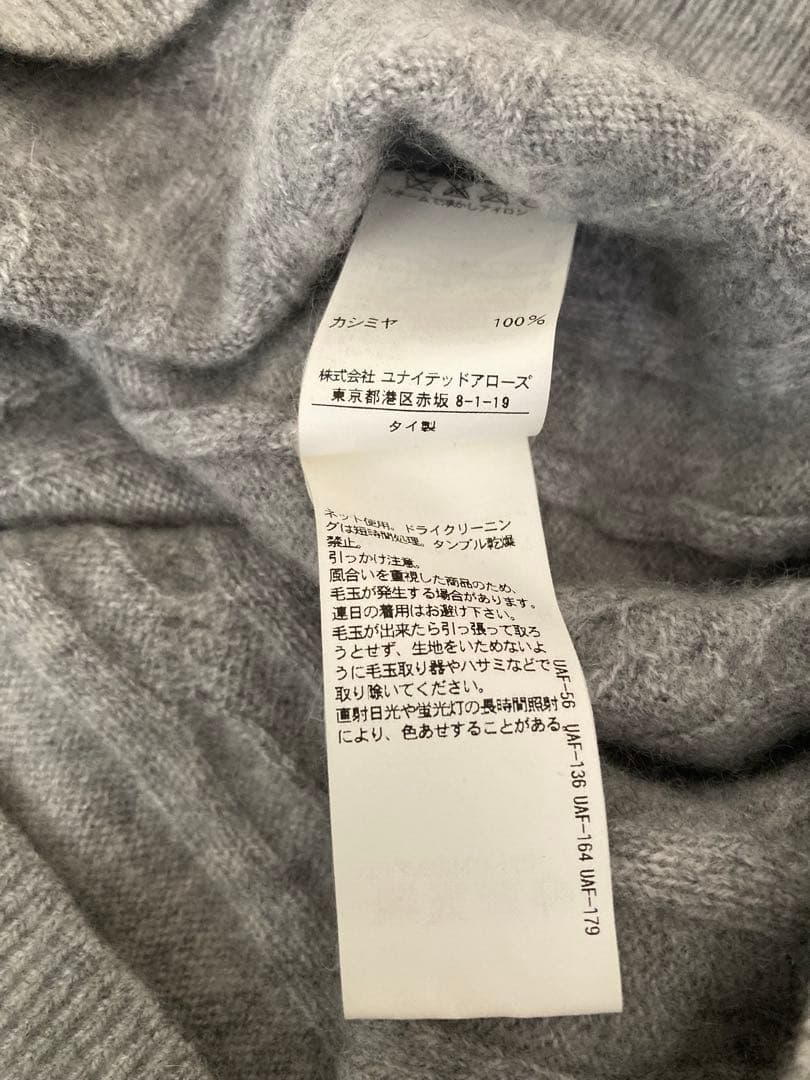 カシミヤ 100%
株式会社 ユナイテッドアローズ
東京都港区赤坂 8-1-19
タイ製
ネット使用。ドライクリーニン
グは短時間処理。タンブル乾燥
禁止。
引っかけ注意。
風合いを重視した商品のため、
毛玉が発生する場合があります。
連日の着用はお避け下さい。
毛玉が出来たら引っ張って取ろ
うとせず、生地をいためないよ
うに毛玉取り器やハサミなどで
取り除いてください。
直射日光や蛍光灯の長時間照射
により、色あせすることがある。
UAF-56 UAF-136 UAF-164 UAF-179